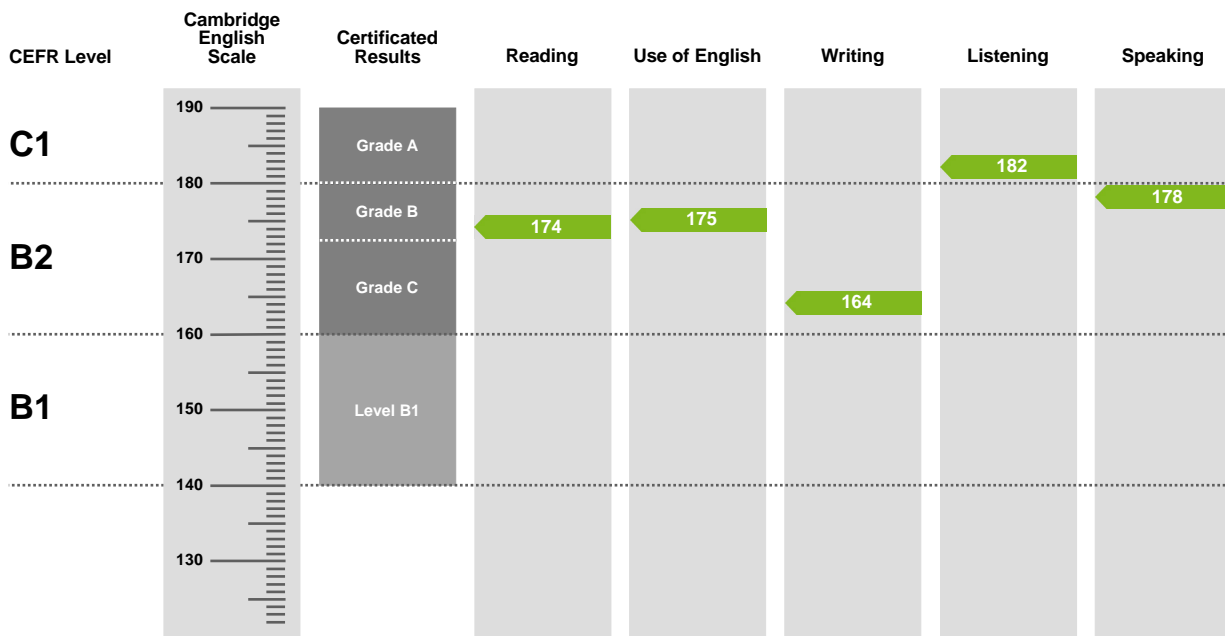 CEFR Level
Cambridge
English
Scale
Certificated
Results
Reading
Use of English
Writing
Listening
Speaking
190
C1
Grade A
182
180
178
Grade B
174
175
B2
170
Grade C
164
160
B1
150
Level B1
140
130